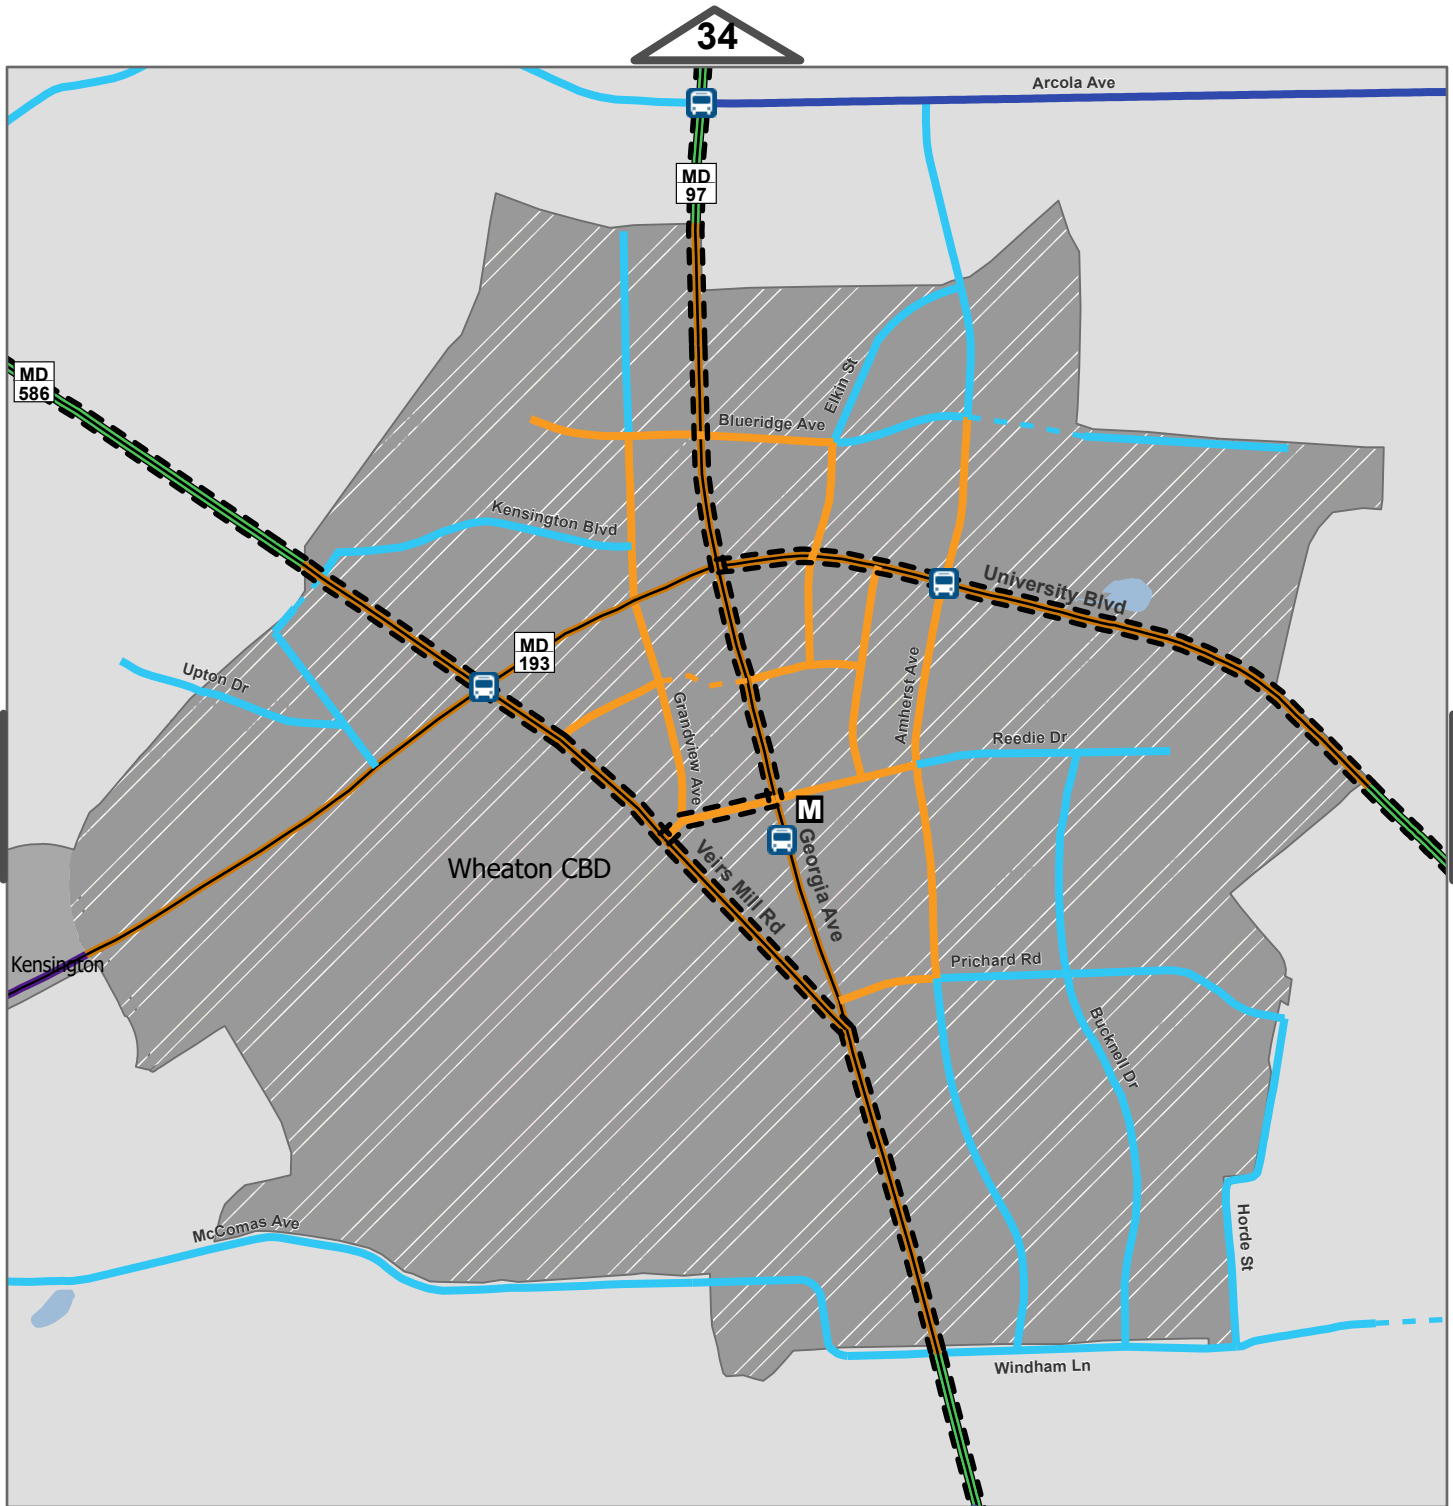 34
Arcola Ave
MD
97
MD
586
Elkin St
Blueridge Ave
Kensington Blvd
University Blvd
MD
193
Upton Dr
Grandview Ave
Amherst Ave
Reedie Dr
M
Wheaton CBD
Veirs Mill Rd
Georgia Ave
Kensington
Prichard Rd
Bucknell Dr
McComas Ave
Horde St
Windham Ln